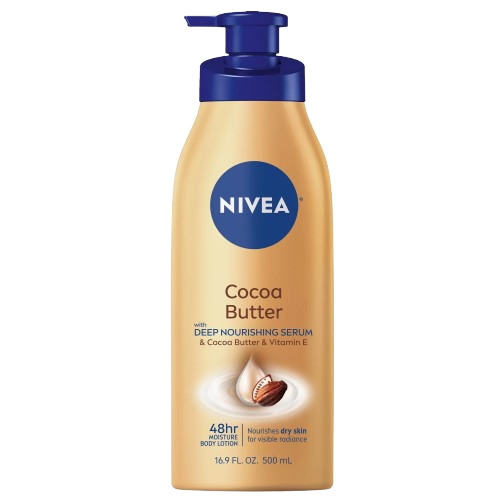 NIVEA®
Cocoa
Butter
with
DEEP NOURISHING SERUM
& Cocoa Butter & Vitamin E
48hr
MOISTURE
BODY LOTION
Nourishes dry skin
for visible radiance
16.9 FL. OZ. 500 mL